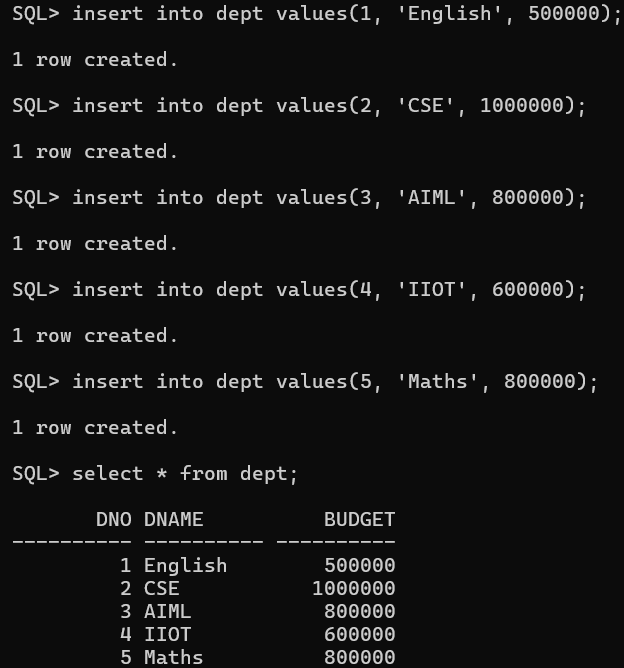 SQL> insert into dept values(1, 'English', 500000);
1 row created.
SQL> insert into dept values(2, 'CSE', 1000000);
1 row created.
SQL> insert into dept values(3, 'AIML', 800000);
1 row created.
SQL> insert into dept values(4, 'IIOT', 600000);
1 row created.
SQL> insert into dept values(5, 'Maths', 800000);
1 row created.
SQL> select * from dept;
       DNO DNAME          BUDGET
---------- ---------- ----------
         1 English        500000
         2 CSE           1000000
         3 AIML           800000
         4 IIOT           600000
         5 Maths          800000